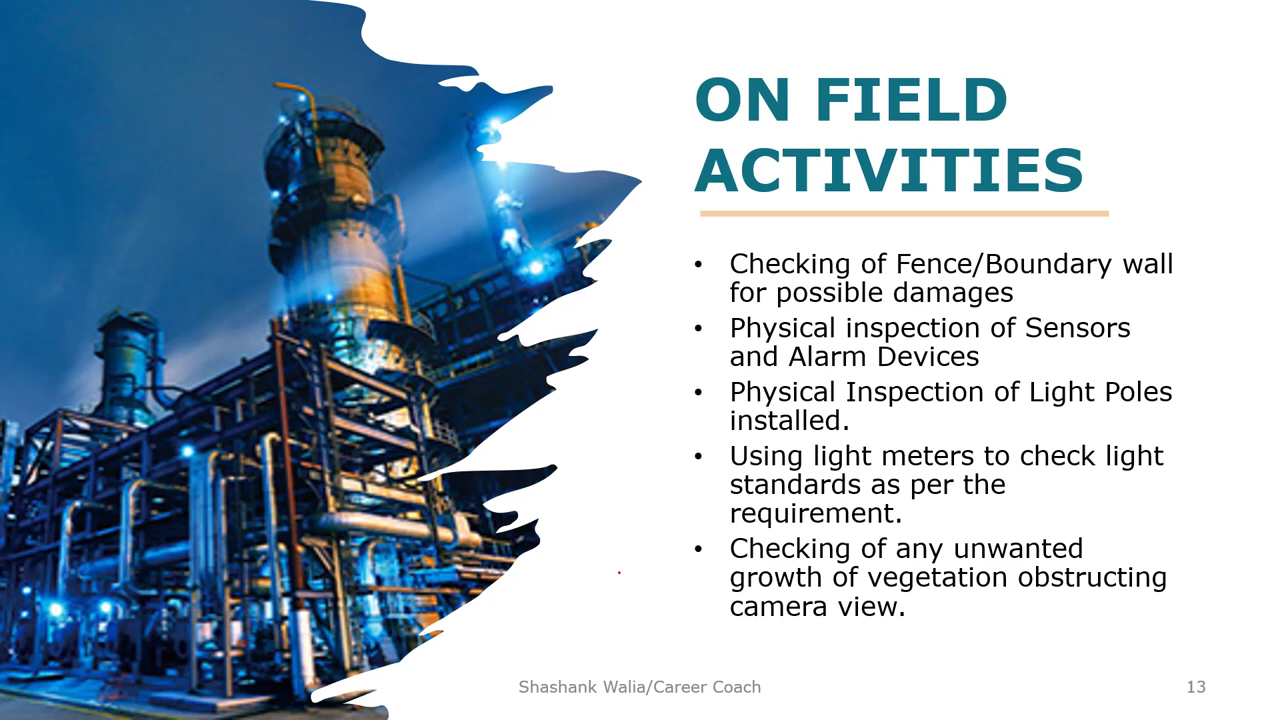 ON FIELD
ACTIVITIES
• Checking of Fence/Boundary wall
for possible damages
• Physical inspection of Sensors
and Alarm Devices
• Physical Inspection of Light Poles
installed.
• Using light meters to check light
standards as per the
requirement.
• Checking of any unwanted
growth of vegetation obstructing
camera view.
Shashank Walia/Career Coach
13